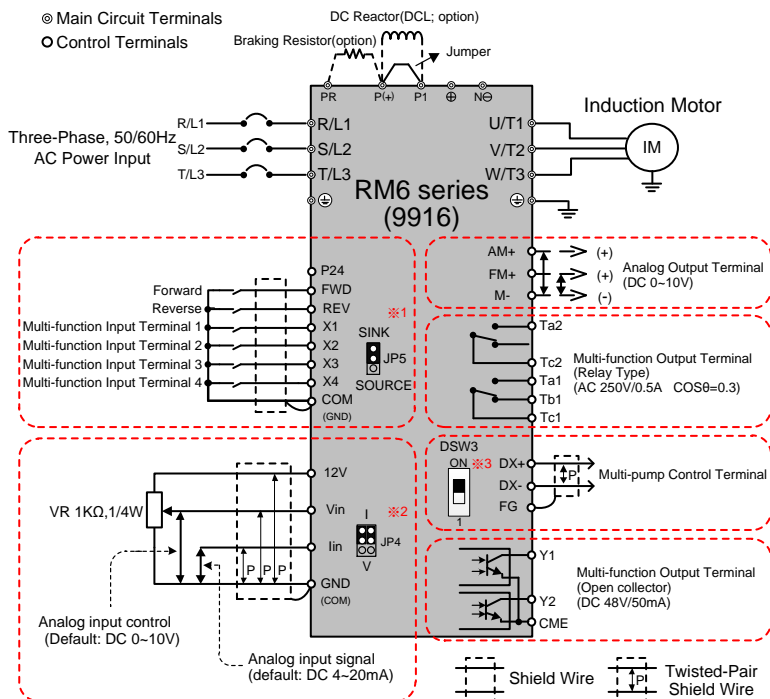 ◎ Main Circuit Terminals
○ Control Terminals
DC Reactor(DCL; option)
Braking Resistor(option)
Jumper
PR
P(+)
P1
⊕
N⊖
Three-Phase, 50/60Hz
AC Power Input
R/L1
S/L2
T/L3
R/L1
S/L2
T/L3
U/T1
V/T2
W/T3
Induction Motor
IM
RM6 series
(9916)
P24
Forward
FWD
Reverse
REV
Multi-function Input Terminal 1
X1
Multi-function Input Terminal 2
X2
Multi-function Input Terminal 3
X3
Multi-function Input Terminal 4
X4
COM
(GND)
※1
SINK
JP5
SOURCE
AM+
(+)
FM+
(+)
M-
(-)
Analog Output Terminal
(DC 0~10V)
Ta2
Tc2
Ta1
Tb1
Tc1
Multi-function Output Terminal
(Relay Type)
(AC 250V/0.5A COSθ=0.3)
DSW3
ON
※3
1
DX+
DX-
FG
P
Multi-pump Control Terminal
12V
Vin
Iin
GND
(COM)
VR 1KΩ,1/4W
P
P
P
※2
I
JP4
V
Analog input control
(Default: DC 0~10V)
Analog input signal
(default: DC 4~20mA)
Y1
Y2
CME
Multi-function Output Terminal
(Open collector)
(DC 48V/50mA)
Shield Wire
P
Twisted-Pair
Shield Wire